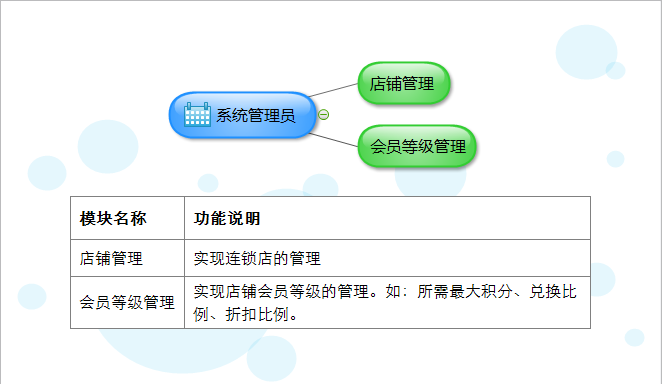 店铺管理
系统管理员
会员等级管理
模块名称 功能说明
店铺管理 实现连锁店的管理
会员等级管理 实现店铺会员等级的管理。如：所需最大积分、兑换比
例、折扣比例。